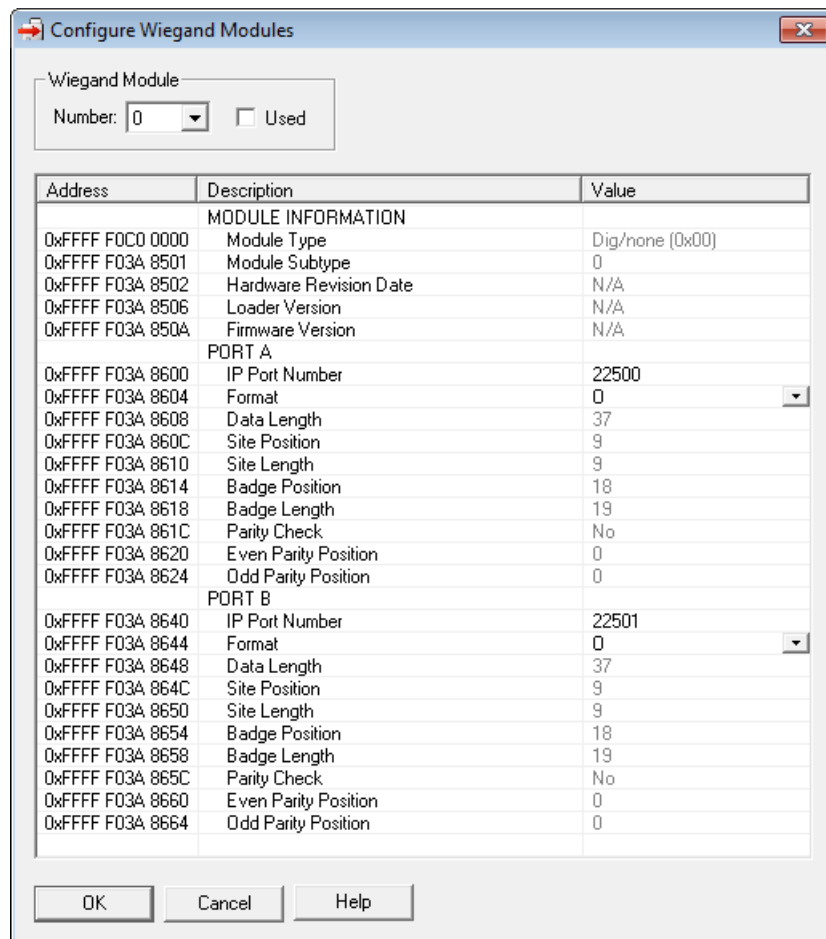 Configure Wiegand Modules
Wiegand Module
Number: 0 Used
Address Description Value
MODULE INFORMATION
0xFFFF F0C0 0000 Module Type Dig/none (0x00)
0xFFFF F03A 8501 Module Subtype 0
0xFFFF F03A 8502 Hardware Revision Date N/A
0xFFFF F03A 8506 Loader Version N/A
0xFFFF F03A 850A Firmware Version N/A
PORT A
0xFFFF F03A 8600 IP Port Number 22500
0xFFFF F03A 8604 Format O
0xFFFF F03A 8608 Data Length 37
0xFFFF F03A 860C Site Position 9
0xFFFF F03A 8610 Site Length 9
0xFFFF F03A 8614 Badge Position 18
0xFFFF F03A 8618 Badge Length 19
0xFFFF F03A 861C Parity Check No
0xFFFF F03A 8620 Even Parity Position 0
0xFFFF F03A 8624 Odd Parity Position 0
PORT B
0xFFFF F03A 8640 IP Port Number 22501
0xFFFF F03A 8644 Format O
0xFFFF F03A 8648 Data Length 37
0xFFFF F03A 864C Site Position 9
0xFFFF F03A 8650 Site Length 9
0xFFFF F03A 8654 Badge Position 18
0xFFFF F03A 8658 Badge Length 19
0xFFFF F03A 865C Parity Check No
0xFFFF F03A 8660 Even Parity Position 0
0xFFFF F03A 8664 Odd Parity Position 0
OK Cancel Help